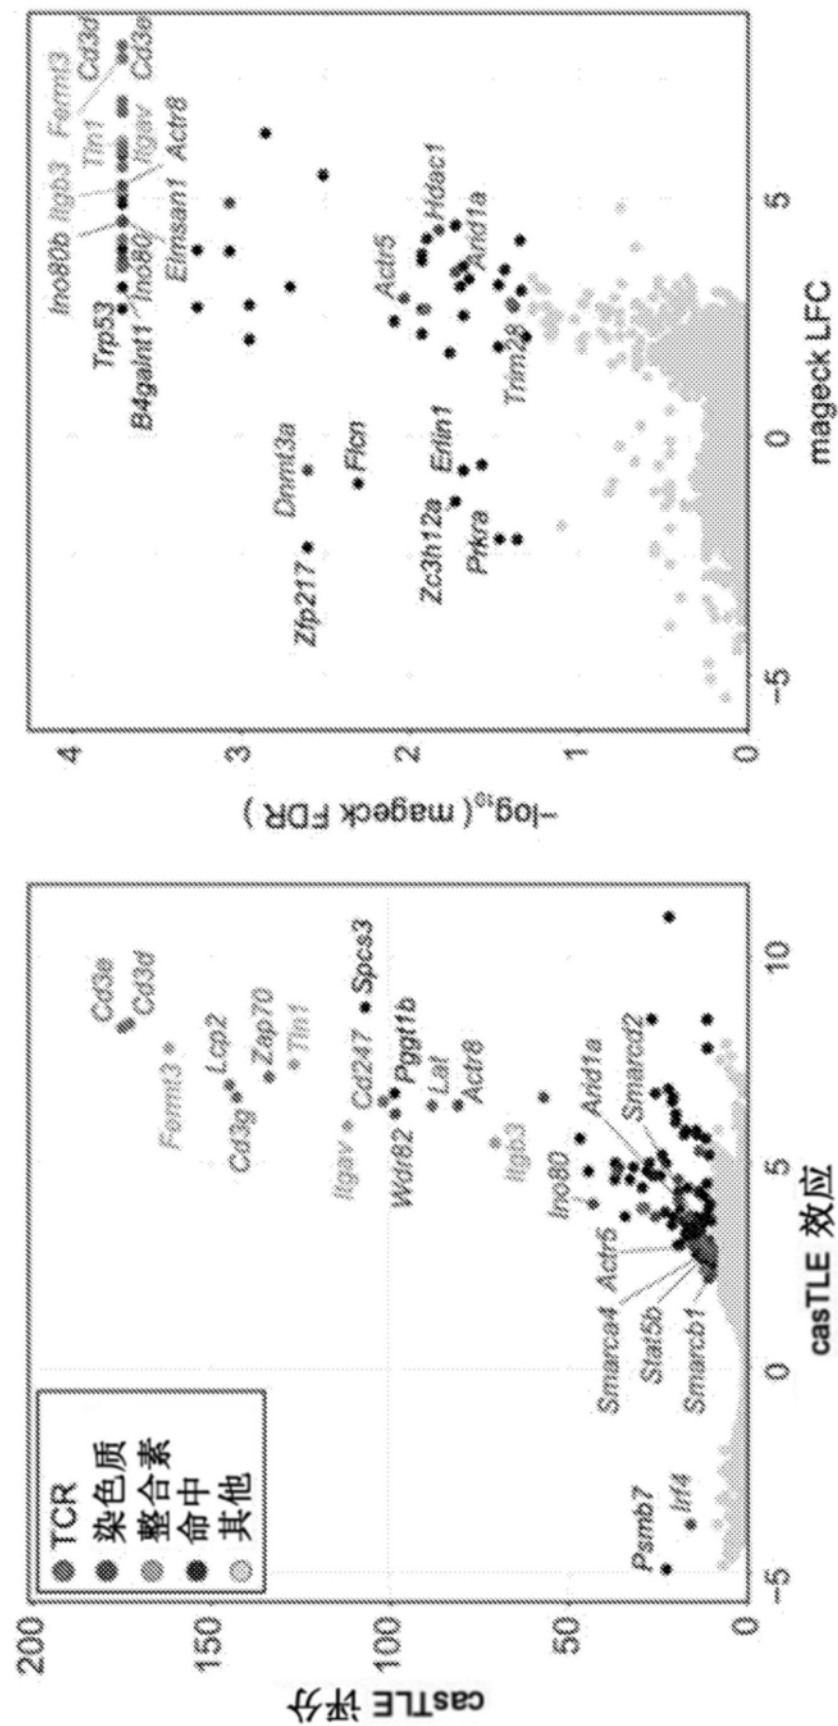 casTLE 评分
200
150
100
50
0
TCR
染色质
整合素
命中
其他
Cd3e
Cd3d
Fermt3
Lcp2
Cd3g
Zap70
Tln1
Itgav
Cd247
Spcs3
Wdr82
Pggt1b
Lat
Actr8
Itgb3
Ino80
Arid1a
Smarcd2
Actr5
Smarca4
Stat5b
Smarcb1
Psmb7
Irf4
−5
0
5
10
casTLE 效应
−log₁₀( mageck FDR )
4
3
2
1
0
Ino80b
Itgb3
Fermt3
Cd3d
Tln1
Cd3e
Trp53
Itgav
Ino80
Actr8
B4galnt1
Elmsan1
Dnmt3a
Zfp217
Flcn
Actr5
Hdac1
Erlin1
Zc3h12a
Arid1a
Prkra
Trim28
−5
0
5
mageck LFC